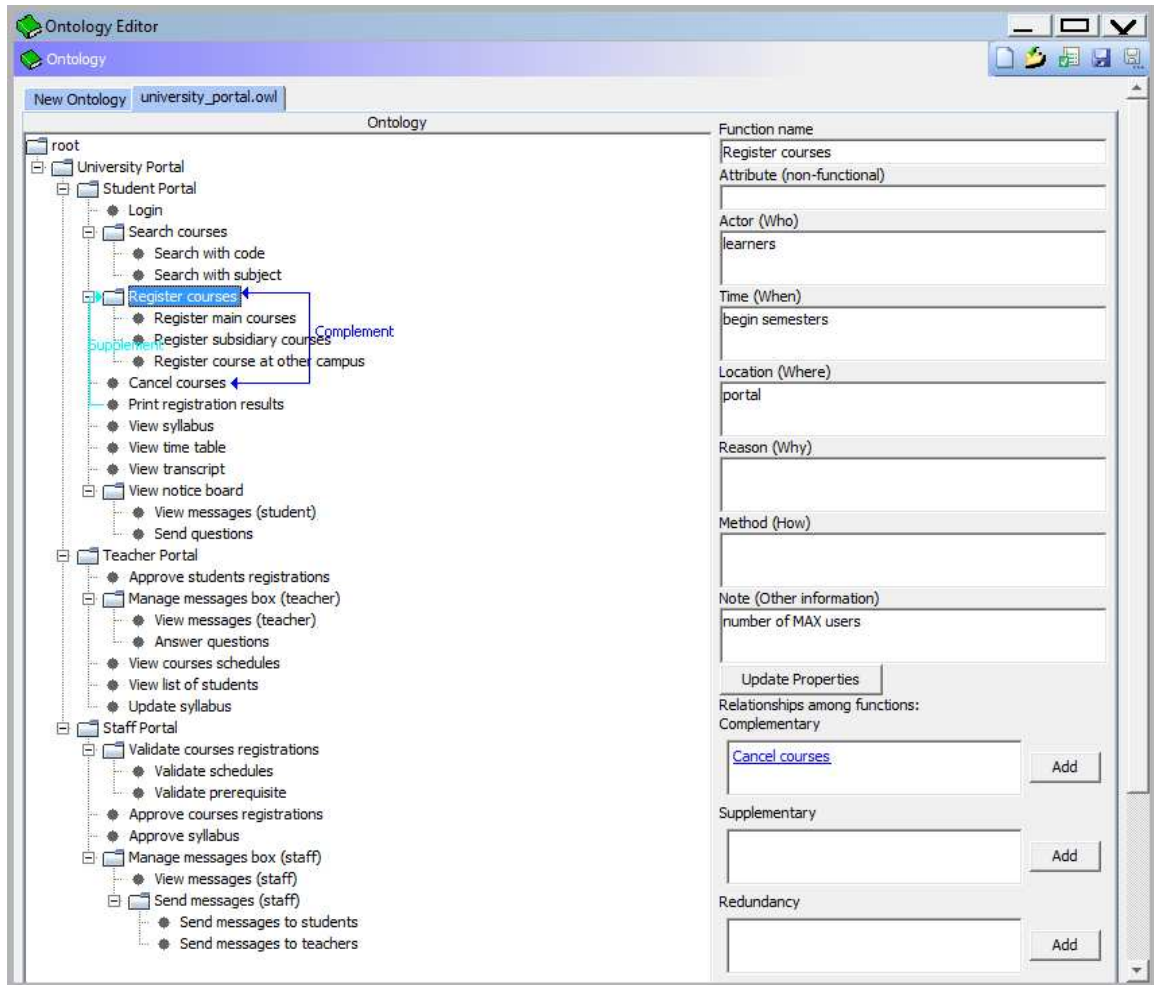 Ontology Editor
Ontology
New Ontology university_portal.owl
Ontology
root
University Portal
Student Portal
Login
Search courses
Search with code
Search with subject
Register courses
Register main courses
Register subsidiary courses
Complement
Supplement
Register course at other campus
Cancel courses
Print registration results
View syllabus
View time table
View transcript
View notice board
View messages (student)
Send questions
Teacher Portal
Approve students registrations
Manage messages box (teacher)
View messages (teacher)
Answer questions
View courses schedules
View list of students
Update syllabus
Staff Portal
Validate courses registrations
Validate schedules
Validate prerequisite
Approve courses registrations
Approve syllabus
Manage messages box (staff)
View messages (staff)
Send messages (staff)
Send messages to students
Send messages to teachers
Function name
Register courses
Attribute (non-functional)
Actor (Who)
learners
Time (When)
begin semesters
Location (Where)
portal
Reason (Why)
Method (How)
Note (Other information)
number of MAX users
Update Properties
Relationships among functions:
Complementary
Cancel courses
Add
Supplementary
Add
Redundancy
Add